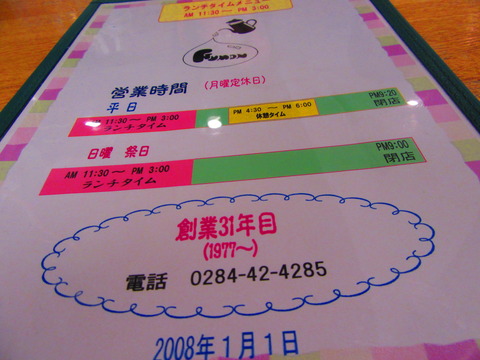 ランチタイムメニュー
AM 11:30～ PM 3:00
営業時間 (月曜定休日)
平日
AM 11:30～ PM 3:00 PM 4:30 ～ PM 6:00 PM9:20
ランチタイム 休憩タイム 閉店
日曜 祭日
AM 11:30～ PM 3:00 PM9:00
ランチタイム 閉店
創業31年目
(1977～)
電話 0284-42-4285
2008年1月1日